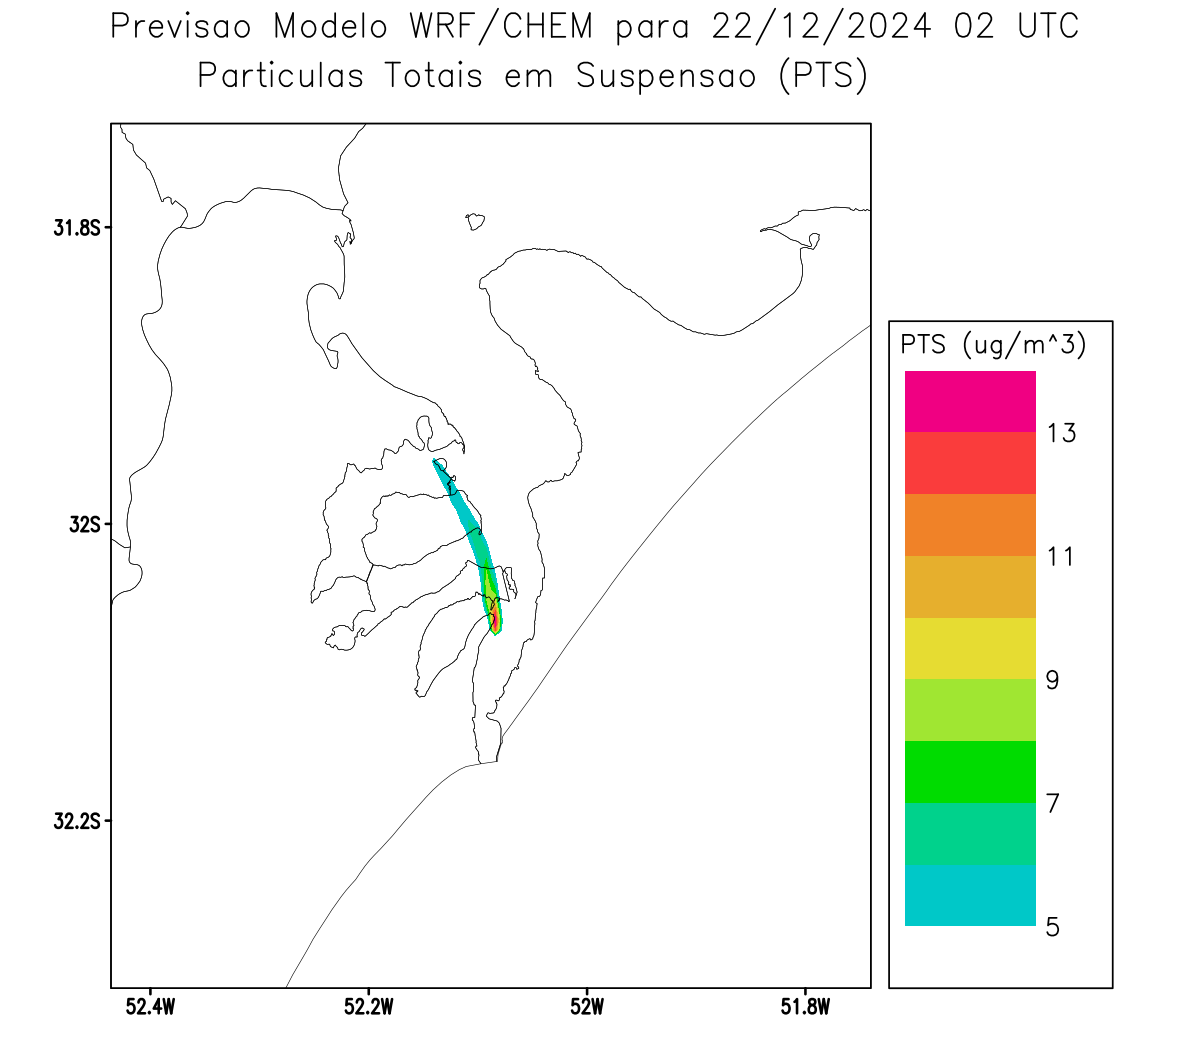 Previsao Modelo WRF/CHEM para 22/12/2024 02 UTC
Particulas Totais em Suspensao (PTS)
31.8S
32S
32.2S
52.4W
52.2W
52W
51.8W
PTS (ug/m^3)
13
11
9
7
5